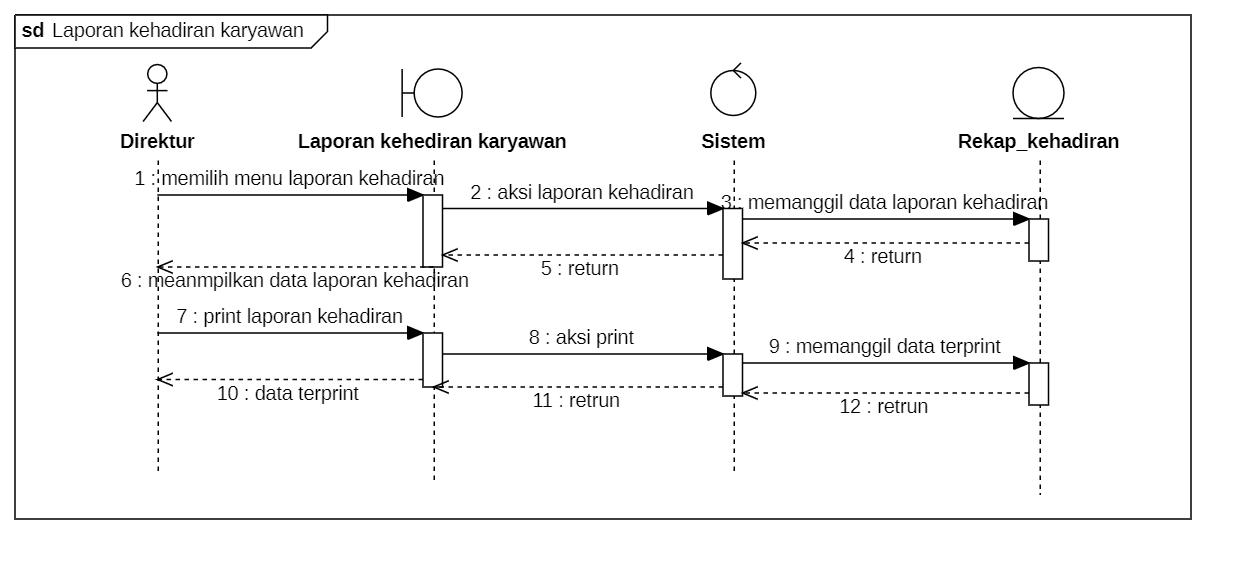 sd Laporan kehadiran karyawan
Direktur
Laporan kehediran karyawan
Sistem
Rekap_kehadiran
1 : memilih menu laporan kehadiran
2 : aksi laporan kehadiran
3 : memanggil data laporan kehadiran
4 : return
5 : return
6 : meanmpilkan data laporan kehadiran
7 : print laporan kehadiran
8 : aksi print
9 : memanggil data terprint
10 : data terprint
11 : retrun
12 : retrun